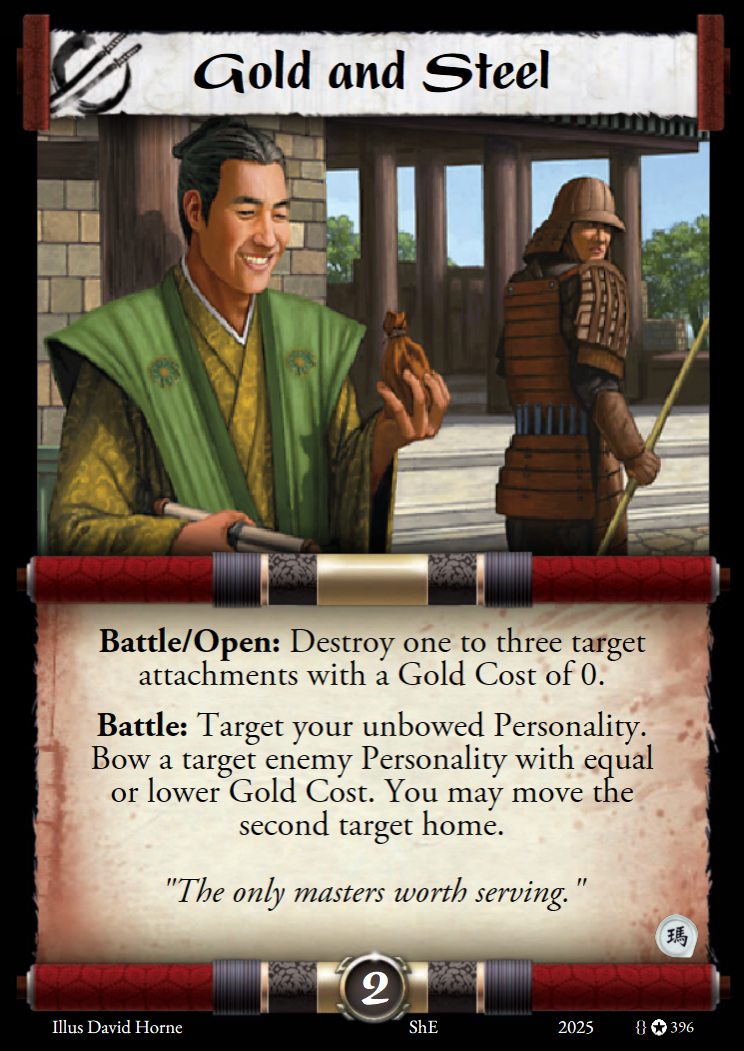 Gold and Steel
Battle/Open: Destroy one to three target
attachments with a Gold Cost of 0.
Battle: Target your unbowed Personality.
Bow a target enemy Personality with equal
or lower Gold Cost. You may move the
second target home.
"The only masters worth serving."
瑪
2
Illus David Horne ShE 2025 {} ✪ 396